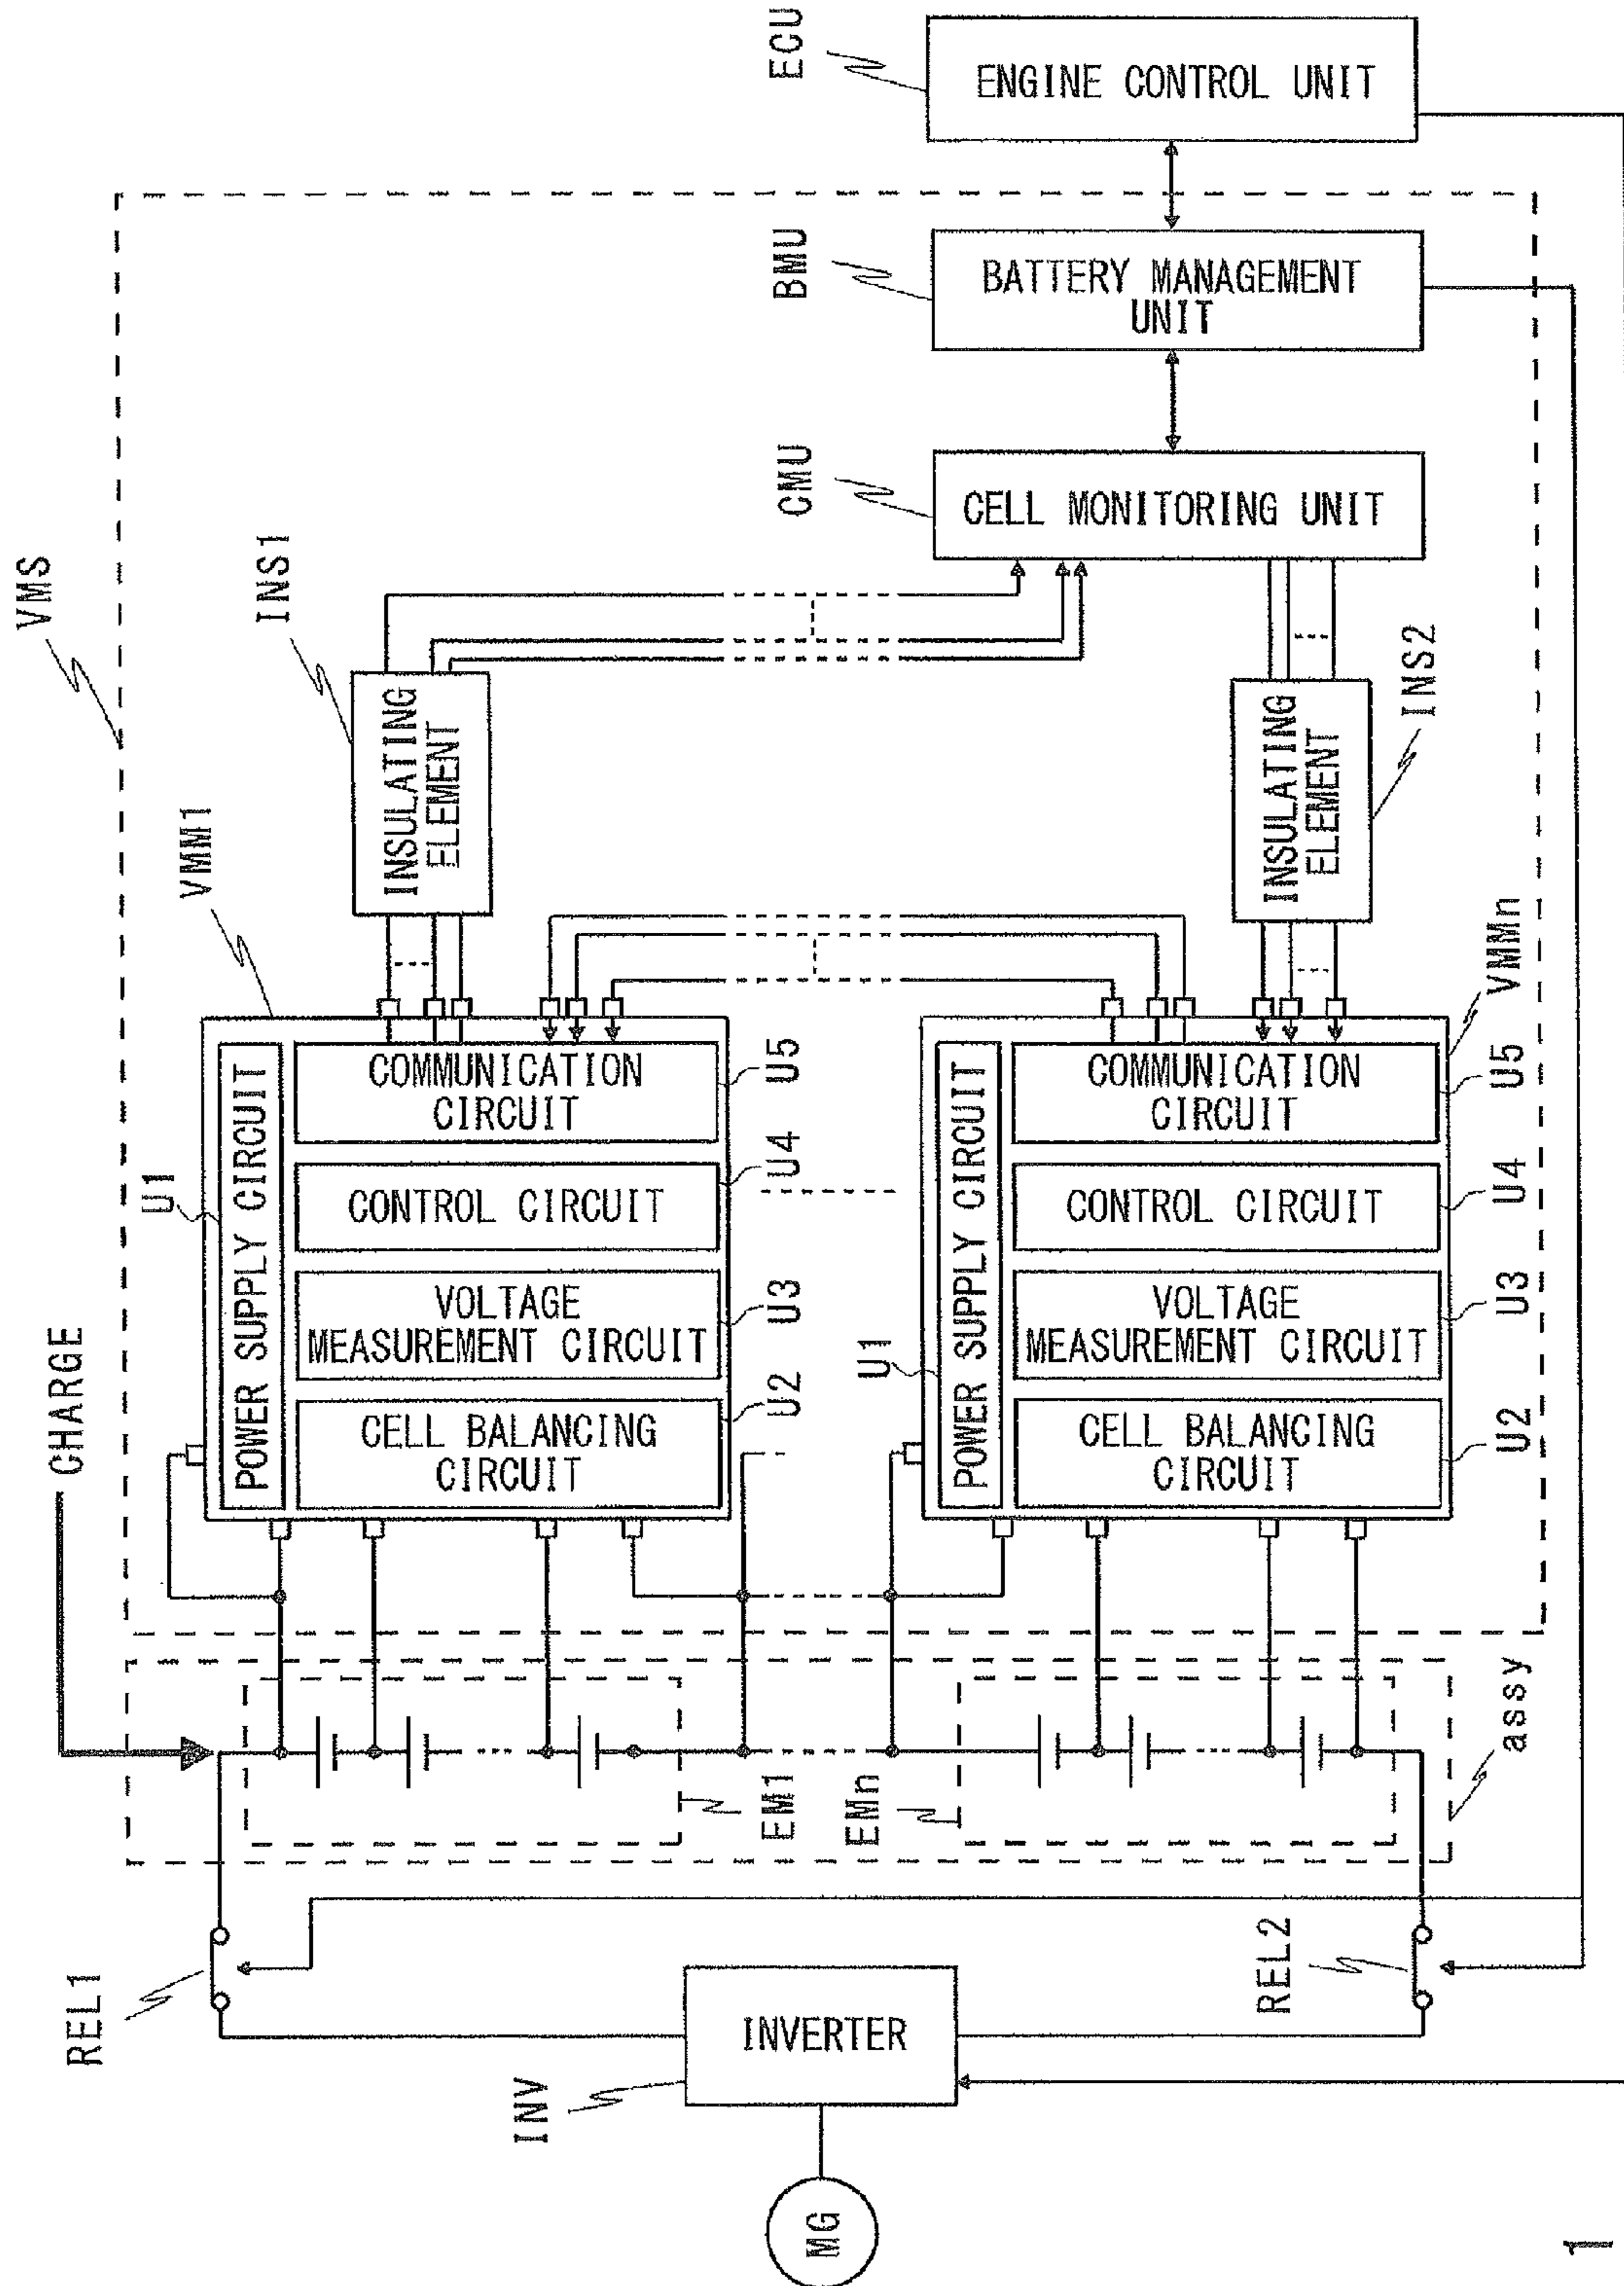 VMS
CHARGE
ECU
ENGINE CONTROL UNIT
BMU
BATTERY MANAGEMENT
UNIT
CMU
CELL MONITORING UNIT
INS1
INSULATING
ELEMENT
INS2
INSULATING
ELEMENT
VMM1
U1
POWER SUPPLY CIRCUIT
COMMUNICATION
CIRCUIT
U5
CONTROL CIRCUIT
U4
VOLTAGE
MEASUREMENT CIRCUIT
U3
CELL BALANCING
CIRCUIT
U2
VMMn
U1
POWER SUPPLY CIRCUIT
COMMUNICATION
CIRCUIT
U5
CONTROL CIRCUIT
U4
VOLTAGE
MEASUREMENT CIRCUIT
U3
CELL BALANCING
CIRCUIT
U2
EM1
EMn
assy
REL1
REL2
INV
INVERTER
MG
1